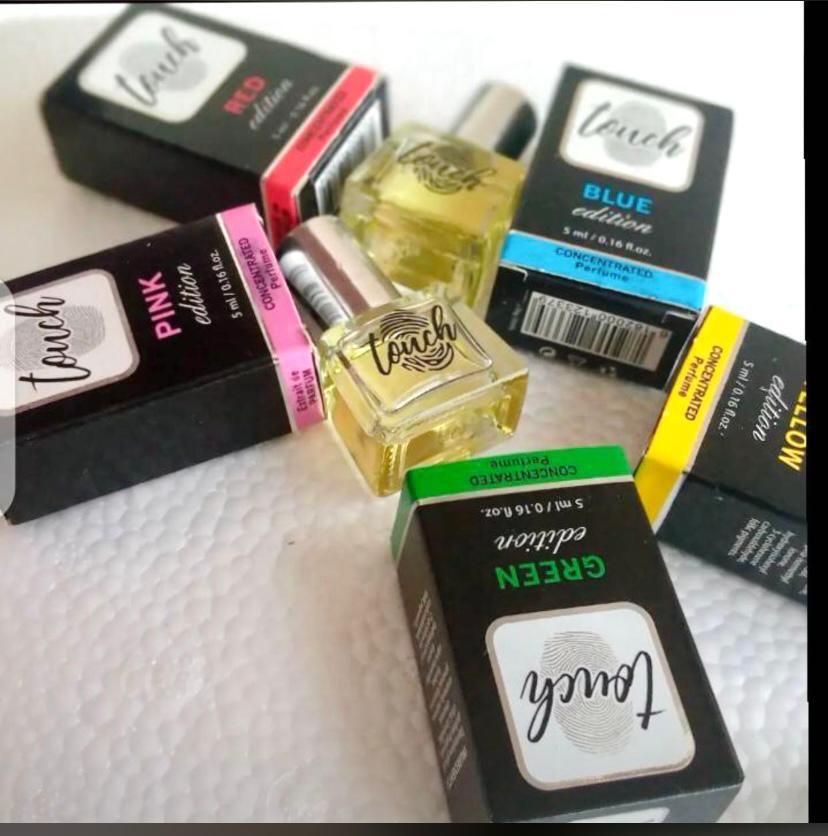 touch
RED
edition
CONCENTRATED
Perfume
touch
touch
BLUE
edition
5 ml / 0,16 fl.oz.
CONCENTRATED
Perfume
touch
PINK
edition
5 ml / 0,16 fl.oz.
CONCENTRATED
Perfume
Extrait de
PARFUM
touch
edition
5 ml / 0,16 fl.oz.
CONCENTRATED
Perfume
touch
GREEN
edition
5 ml / 0,16 fl.oz.
CONCENTRATED
Perfume